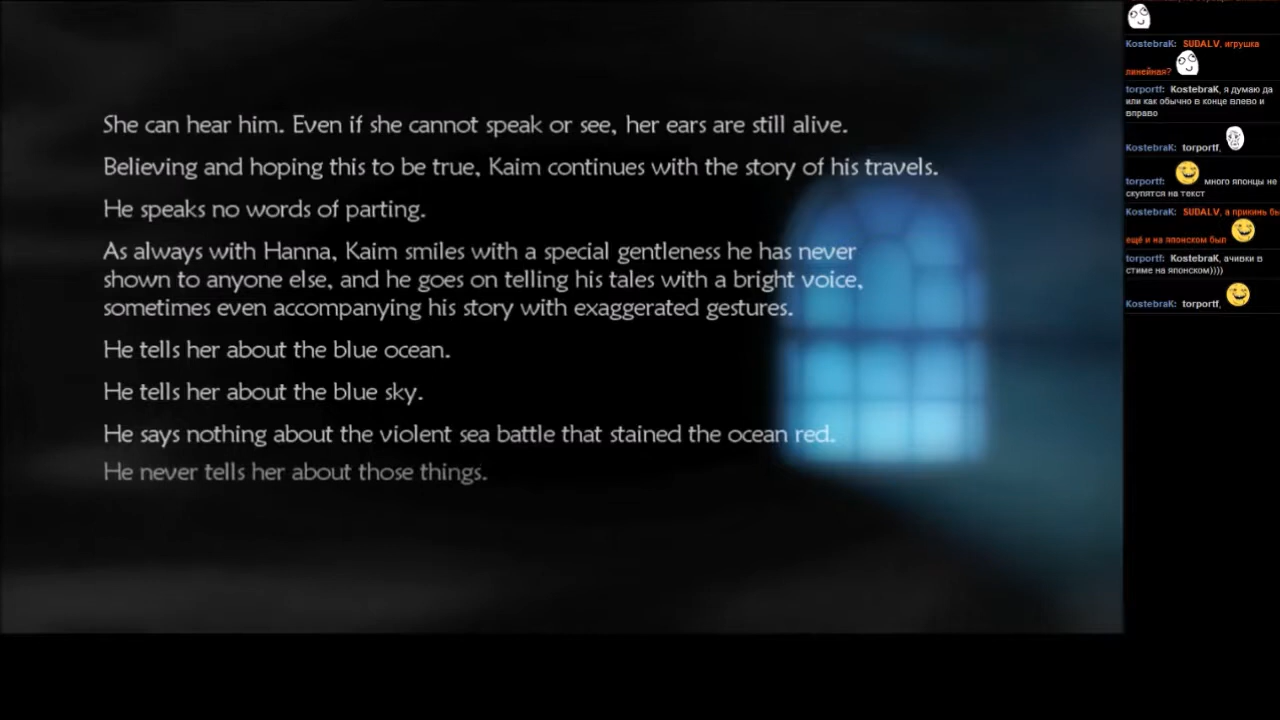 She can hear him. Even if she cannot speak or see, her ears are still alive.
Believing and hoping this to be true, Kaim continues with the story of his travels.
He speaks no words of parting.
As always with Hanna, Kaim smiles with a special gentleness he has never
shown to anyone else, and he goes on telling his tales with a bright voice,
sometimes even accompanying his story with exaggerated gestures.
He tells her about the blue ocean.
He tells her about the blue sky.
He says nothing about the violent sea battle that stained the ocean red.
He never tells her about those things.
KostebraK: SUDALV, игрушка
линейная?
torportf: KostebraK, я думаю да
или как обычно в конце влево и
вправо
KostebraK: torportf,
torportf: много японцы не
скупятся на текст
KostebraK: SUDALV, а прикинь бы
ещё и на японском был
torportf: KostebraK, ачивки в
стиме на японском))))
KostebraK: torportf,